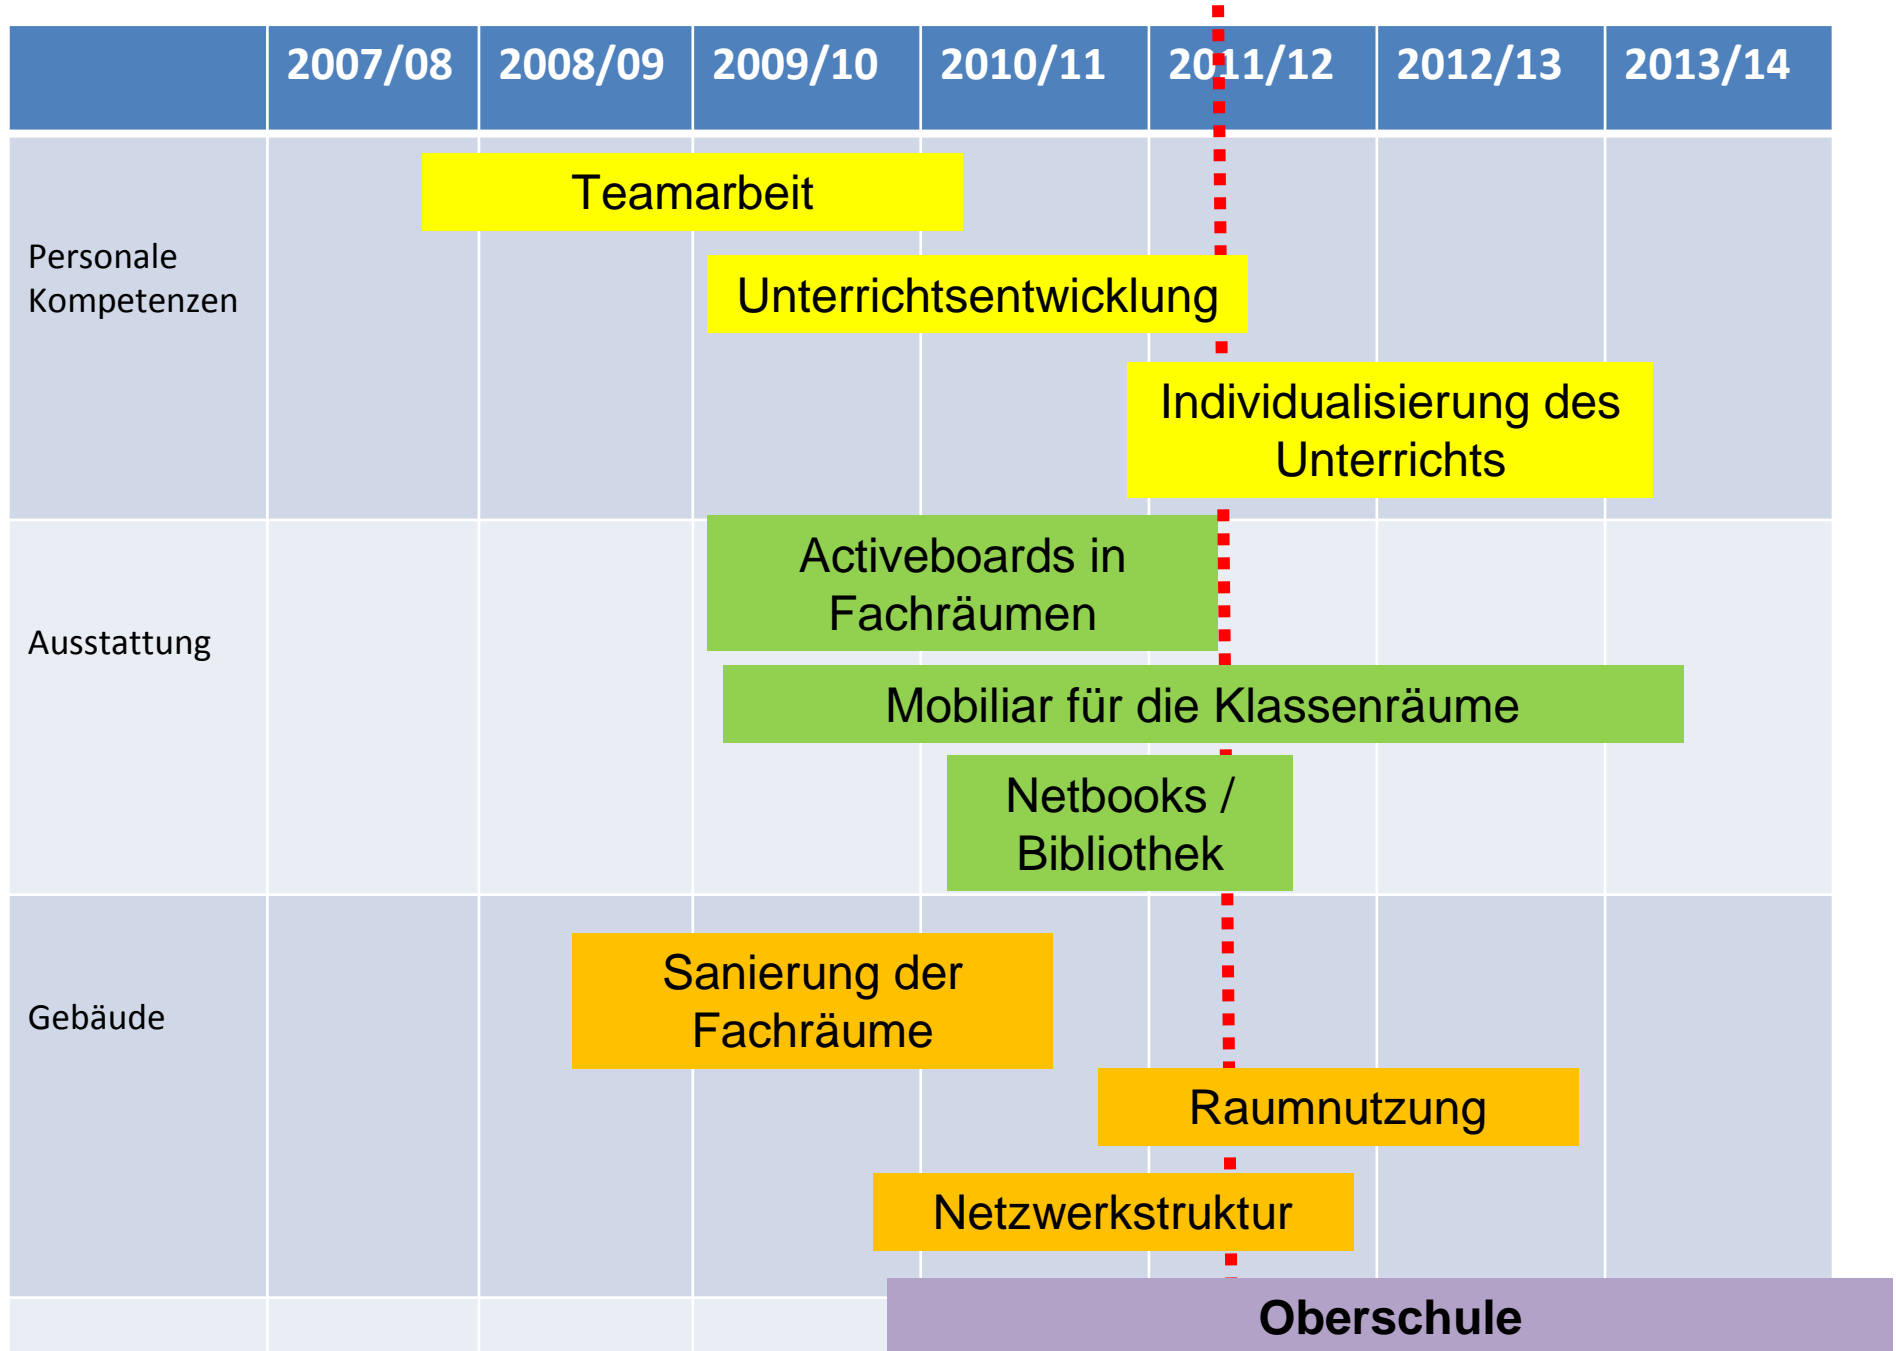 2007/08 2008/09 2009/10 2010/11 2011/12 2012/13 2013/14
Teamarbeit
Personale
Kompetenzen
Unterrichtsentwicklung
Individualisierung des
Unterrichts
Activeboards in
Fachräumen
Ausstattung
Mobiliar für die Klassenräume
Netbooks /
Bibliothek
Sanierung der
Fachräume
Gebäude
Raumnutzung
Netzwerkstruktur
Oberschule